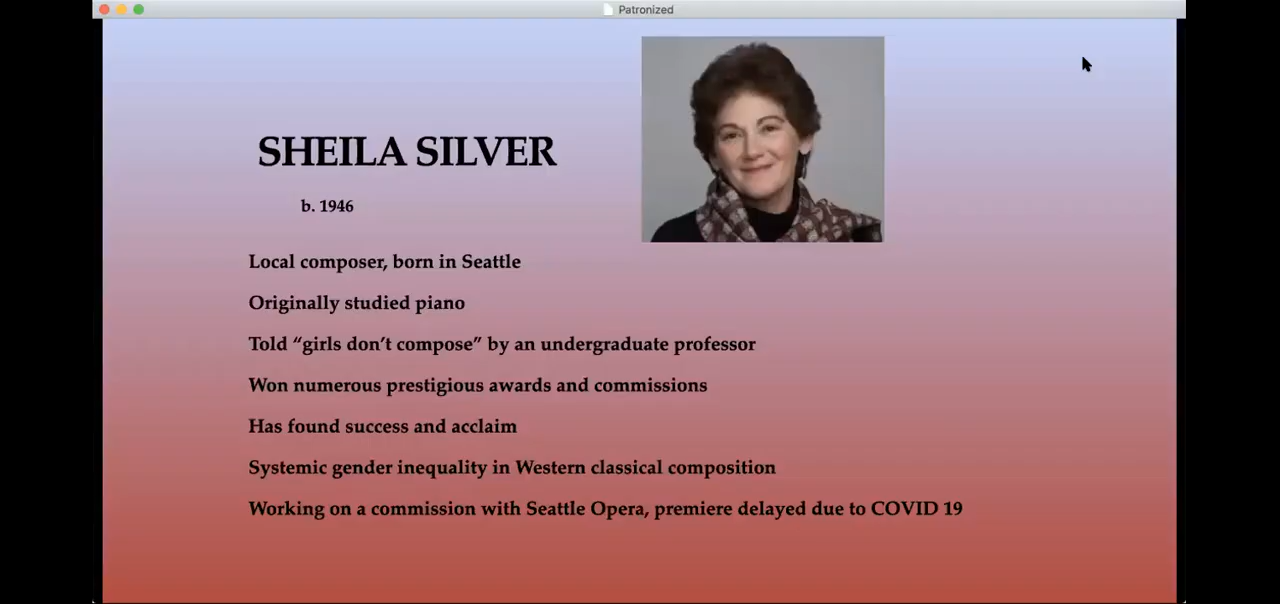 Patronized
SHEILA SILVER
b. 1946
Local composer, born in Seattle
Originally studied piano
Told “girls don’t compose” by an undergraduate professor
Won numerous prestigious awards and commissions
Has found success and acclaim
Systemic gender inequality in Western classical composition
Working on a commission with Seattle Opera, premiere delayed due to COVID 19